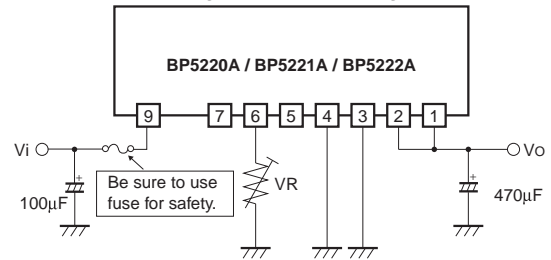 BP5220A / BP5221A / BP5222A
9 7 6 5 4 3 2 1
Vi
Vo
Be sure to use
fuse for safety.
VR
100μF
470μF
+
+